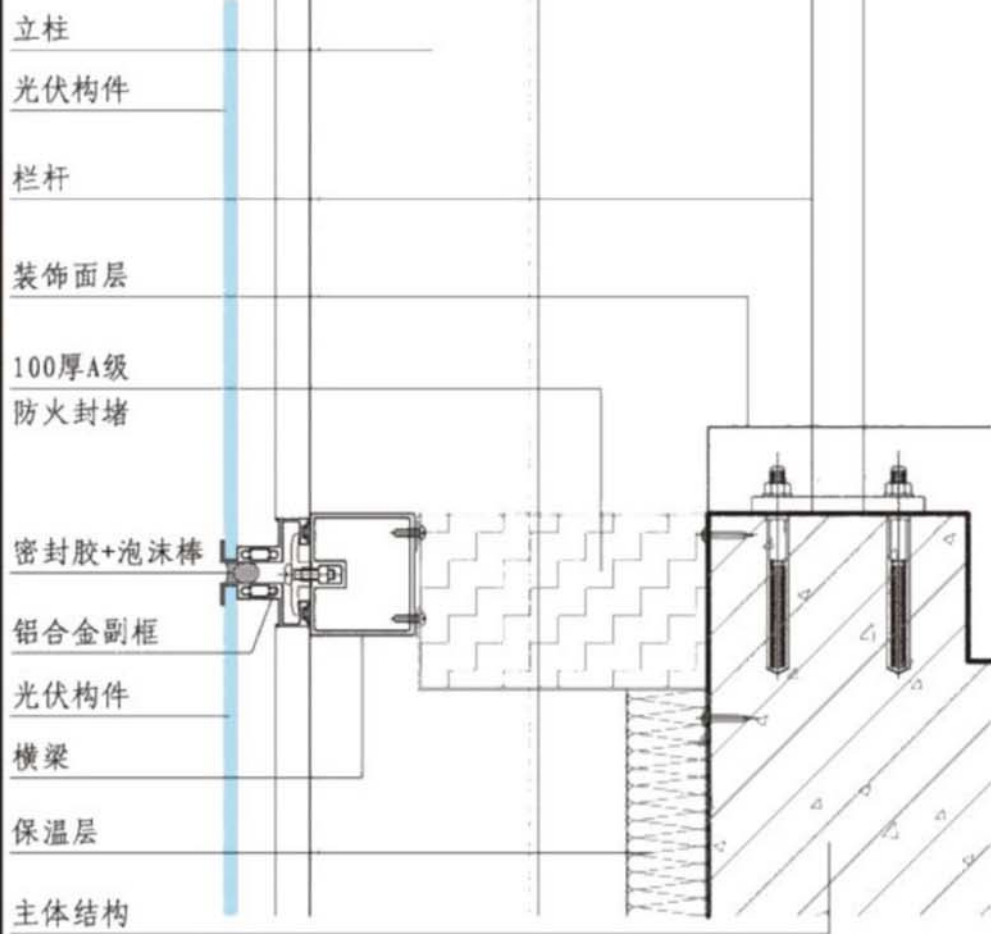 立柱
光伏构件
栏杆
装饰面层
100厚A级
防火封堵
密封胶+泡沫棒
铝合金副框
光伏构件
横梁
保温层
主体结构